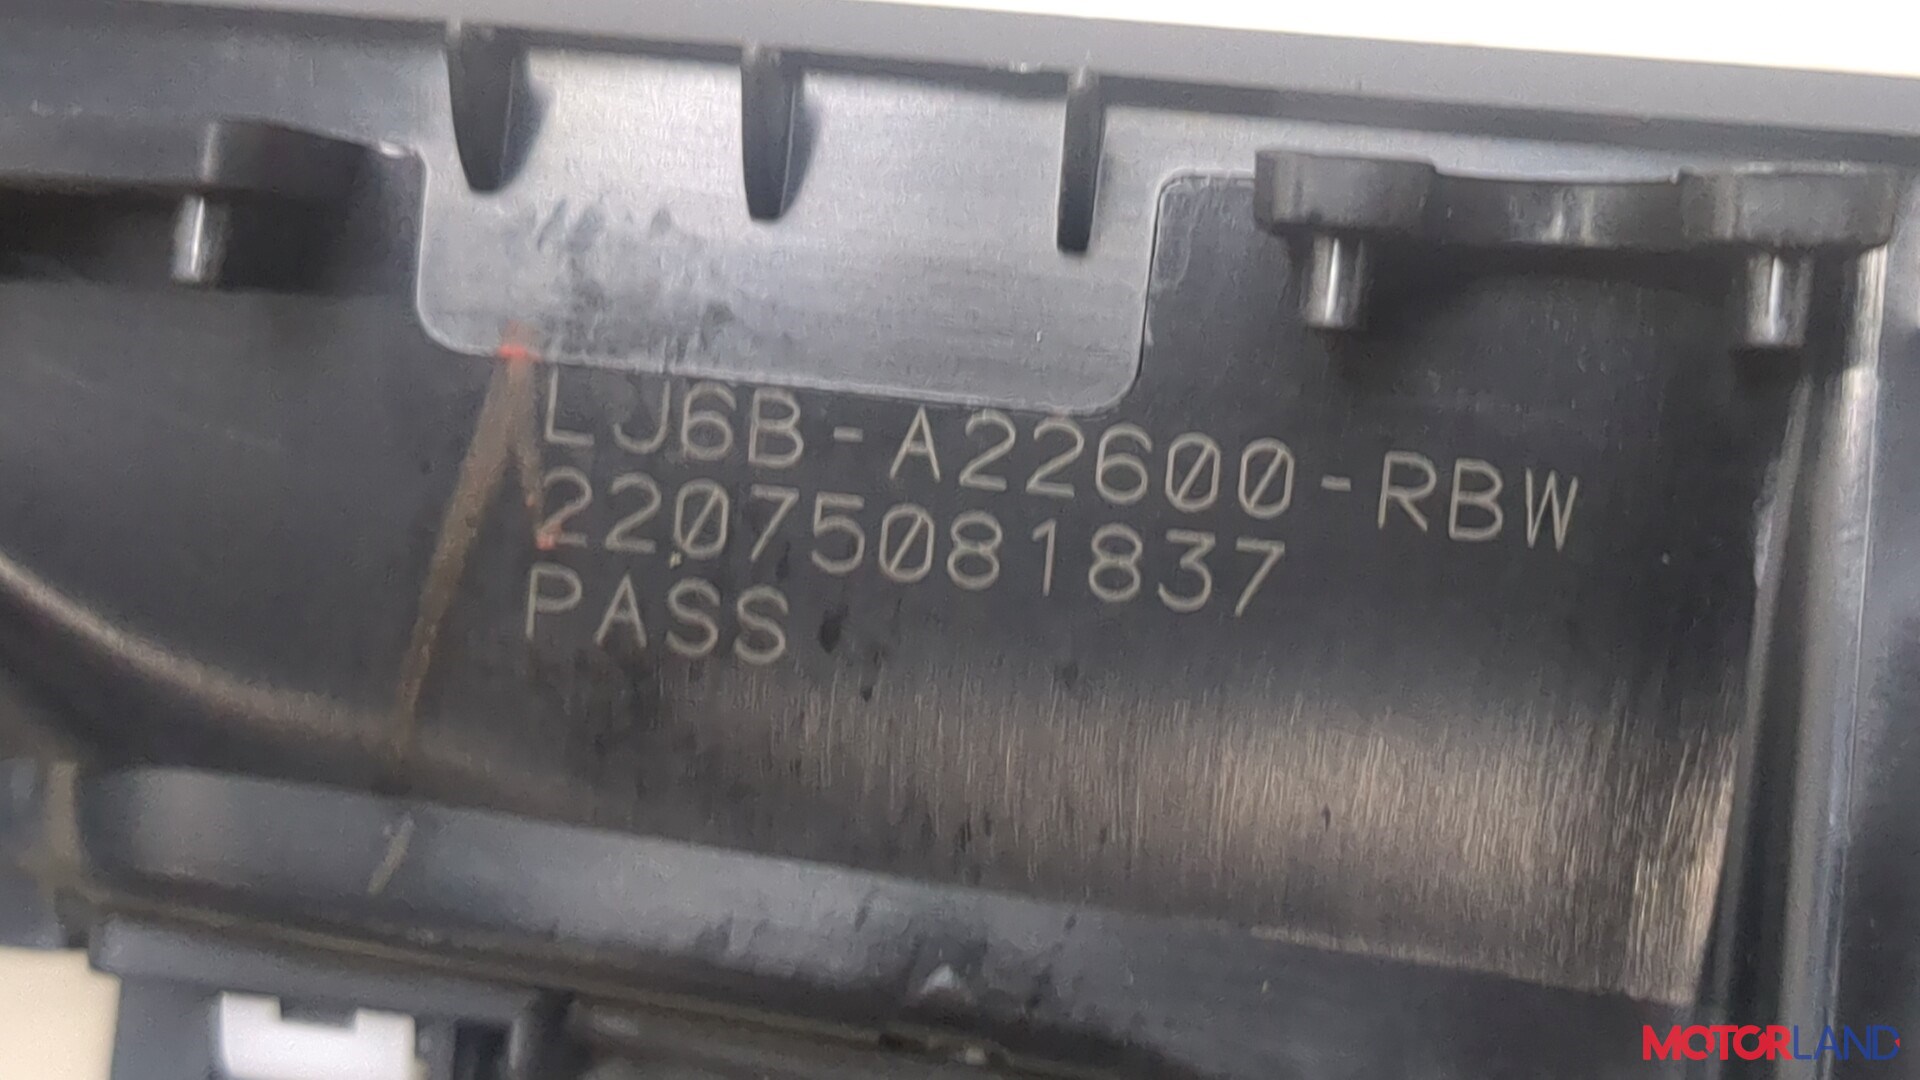 LJ6B-A22600-RBW
22075081837
PASS
MOTORLAND